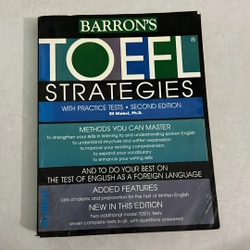 BARRON'S
TOEFL
STRATEGIES
WITH PRACTICE TESTS • SECOND EDITION
Eli Hinkel, Ph.D.
METHODS YOU CAN MASTER
to strengthen your skills in listening to and understanding spoken English
to understand structure and written expression
to improve your reading comprehension
to expand your vocabulary
to enhance your writing skills
AND TO DO YOUR BEST ON
THE TEST OF ENGLISH AS A FOREIGN LANGUAGE
ADDED FEATURES
Lists of idioms and preparation for the Test of Written English
NEW IN THIS EDITION
two additional model TOEFL tests
seven complete tests in all, with questions answered